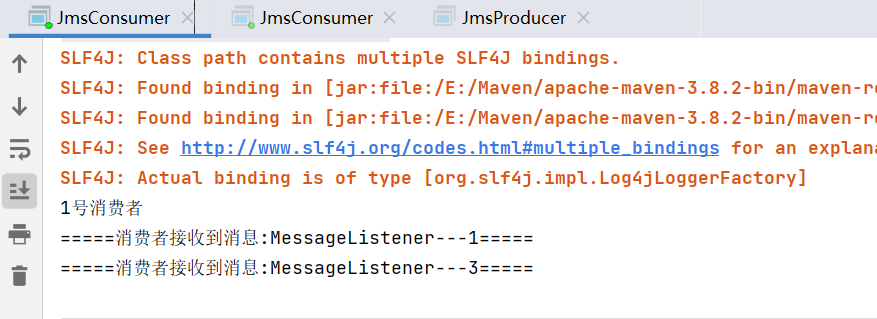 JmsConsumer JmsConsumer JmsProducer
SLF4J: Class path contains multiple SLF4J bindings.
SLF4J: Found binding in [jar:file:/E:/Maven/apache-maven-3.8.2-bin/maven-re
SLF4J: Found binding in [jar:file:/E:/Maven/apache-maven-3.8.2-bin/maven-re
SLF4J: See http://www.slf4j.org/codes.html#multiple_bindings for an explana
SLF4J: Actual binding is of type [org.slf4j.impl.Log4jLoggerFactory]
1号消费者
=====消费者接收到消息:MessageListener---1=====
=====消费者接收到消息:MessageListener---3=====